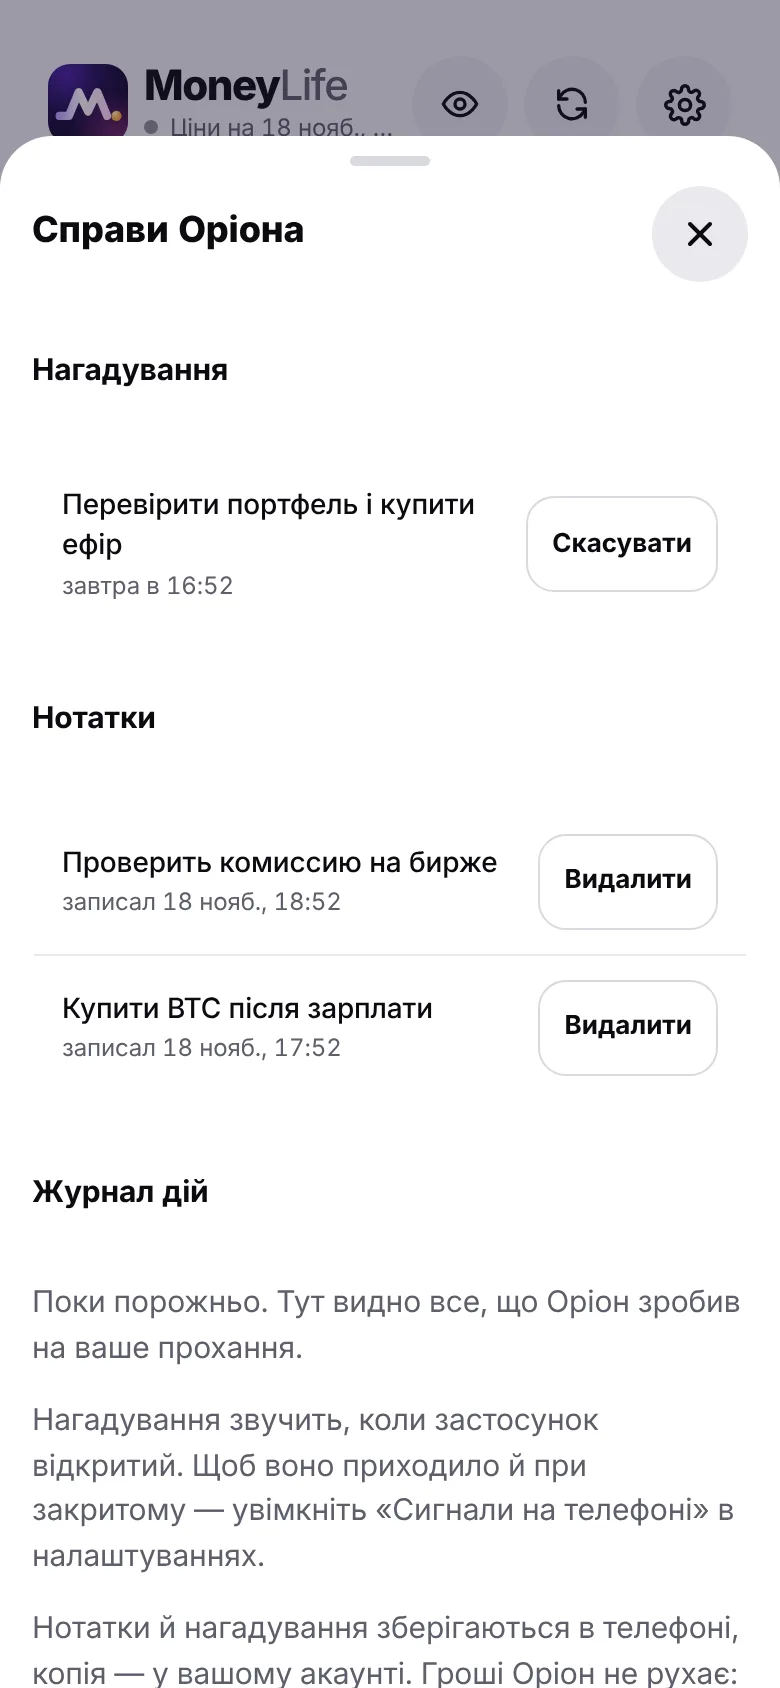 MoneyLife
Ціни на 18 нояб., ...
Справи Оріона
Нагадування
Перевірити портфель і купити
ефір
завтра в 16:52
Скасувати
Нотатки
Проверить комиссию на бирже
записал 18 нояб., 18:52
Видалити
Купити BTC після зарплати
записал 18 нояб., 17:52
Видалити
Журнал дій
Поки порожньо. Тут видно все, що Оріон зробив
на ваше прохання.
Нагадування звучить, коли застосунок
відкритий. Щоб воно приходило й при
закритому — увімкніть «Сигнали на телефоні» в
налаштуваннях.
Нотатки й нагадування зберігаються в телефоні,
копія — у вашому акаунті. Гроші Оріон не рухає: